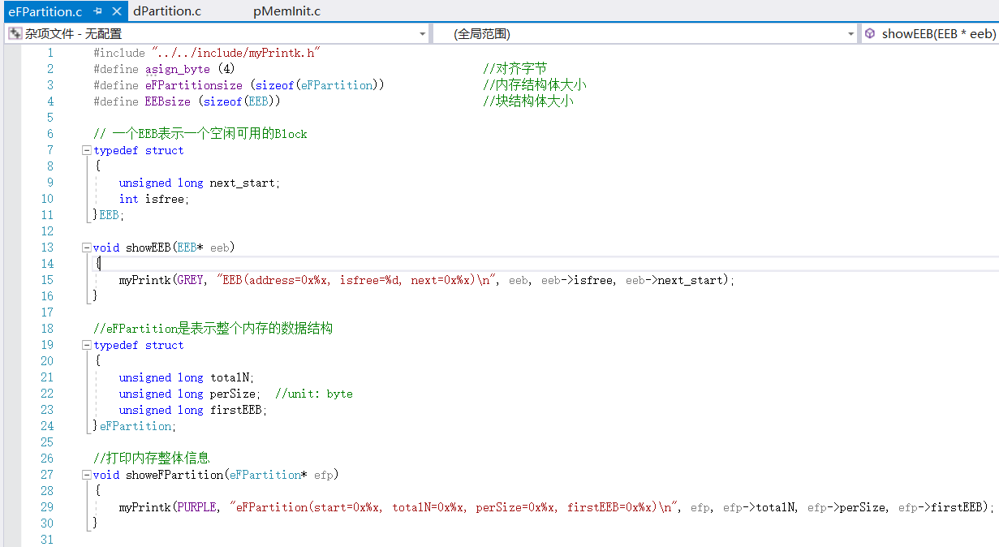 eFPartition.c dPartition.c pMemInit.c
杂项文件 - 无配置 (全局范围) showEEB(EEB * eeb)
1 #include "../../include/myPrintk.h"
2 #define asign_byte (4) //对齐字节
3 #define eFPartitionsize (sizeof(eFPartition)) //内存结构体大小
4 #define EEBsize (sizeof(EEB)) //块结构体大小
5
6 // 一个EEB表示一个空闲可用的Block
7 typedef struct
8 {
9 unsigned long next_start;
10 int isfree;
11 }EEB;
12
13 void showEEB(EEB* eeb)
14 {
15 myPrintk(GREY, "EEB(address=0x%x, isfree=%d, next=0x%x)\n", eeb, eeb->isfree, eeb->next_start);
16 }
17
18 //eFPartition是表示整个内存的数据结构
19 typedef struct
20 {
21 unsigned long totalN;
22 unsigned long perSize; //unit: byte
23 unsigned long firstEEB;
24 }eFPartition;
25
26 //打印内存整体信息
27 void showeFPartition(eFPartition* efp)
28 {
29 myPrintk(PURPLE, "eFPartition(start=0x%x, totalN=0x%x, perSize=0x%x, firstEEB=0x%x)\n", efp, efp->totalN, efp->perSize, efp->firstEEB);
30 }
31